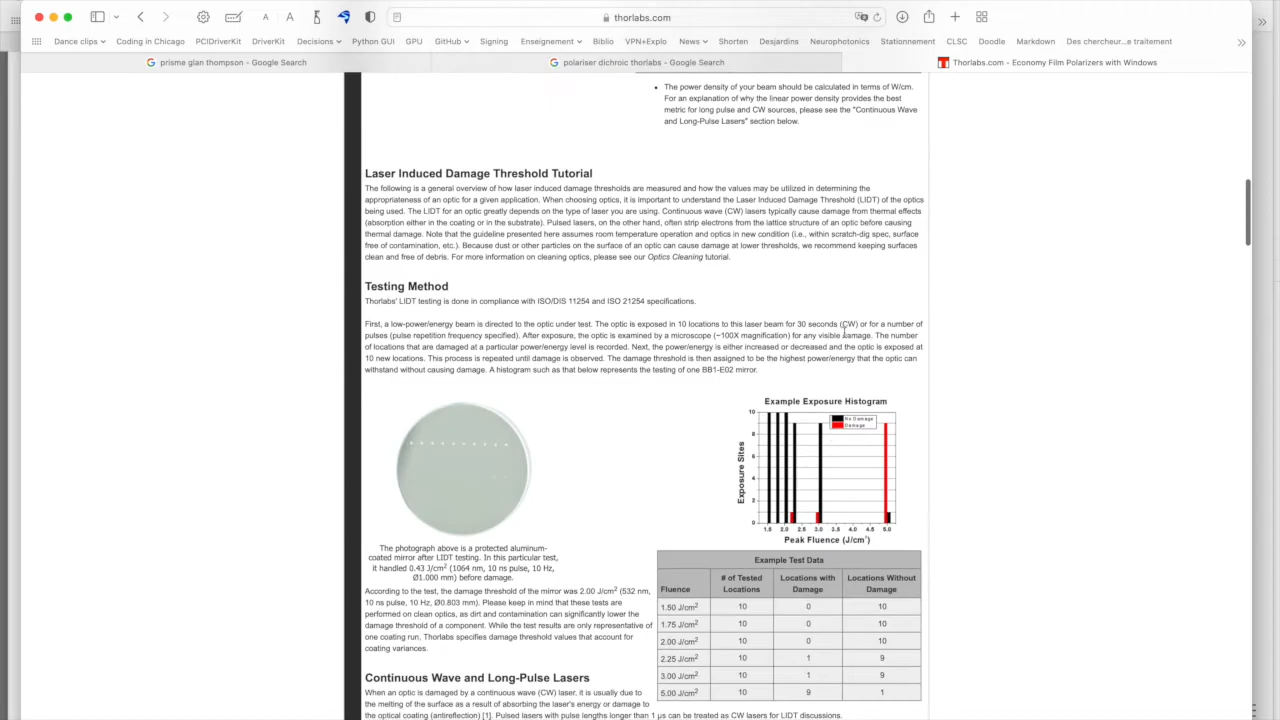 thorlabs.com
Dance clips
Coding in Chicago
PCIDriverKit
DriverKit
Decisions
Python GUI
GPU
GitHub
Signing
Enseignement
Biblio
VPN+Explo
News
Shorten
Desjardins
Neurophotonics
Stationnement
CLSC
Doodle
Markdown
Des chercheur...e traitement
prisme glan thompson - Google Search
polariser dichroic thorlabs - Google Search
Thorlabs.com - Economy Film Polarizers with Windows
• The power density of your beam should be calculated in terms of W/cm.
For an explanation of why the linear power density provides the best
metric for long pulse and CW sources, please see the "Continuous Wave
and Long-Pulse Lasers" section below.
Laser Induced Damage Threshold Tutorial
The following is a general overview of how laser induced damage thresholds are measured and how the values may be utilized in determining the
appropriateness of an optic for a given application. When choosing optics, it is important to understand the Laser Induced Damage Threshold (LIDT) of the optics
being used. The LIDT for an optic greatly depends on the type of laser you are using. Continuous wave (CW) lasers typically cause damage from thermal effects
(absorption either in the coating or in the substrate). Pulsed lasers, on the other hand, often strip electrons from the lattice structure of an optic before causing
thermal damage. Note that the guideline presented here assumes room temperature operation and optics in new condition (i.e., within scratch-dig spec, surface
free of contamination, etc.). Because dust or other particles on the surface of an optic can cause damage at lower thresholds, we recommend keeping surfaces
clean and free of debris. For more information on cleaning optics, please see our Optics Cleaning tutorial.
Testing Method
Thorlabs' LIDT testing is done in compliance with ISO/DIS 11254 and ISO 21254 specifications.
First, a low-power/energy beam is directed to the optic under test. The optic is exposed in 10 locations to this laser beam for 30 seconds (CW) or for a number of
pulses (pulse repetition frequency specified). After exposure, the optic is examined by a microscope (~100X magnification) for any visible damage. The number
of locations that are damaged at a particular power/energy level is recorded. Next, the power/energy is either increased or decreased and the optic is exposed at
10 new locations. This process is repeated until damage is observed. The damage threshold is then assigned to be the highest power/energy that the optic can
withstand without causing damage. A histogram such as that below represents the testing of one BB1-E02 mirror.
The photograph above is a protected aluminum-
coated mirror after LIDT testing. In this particular test,
it handled 0.43 J/cm² (1064 nm, 10 ns pulse, 10 Hz,
Ø1.000 mm) before damage.
Example Exposure Histogram
No Damage
Damage
Exposure Sites
10
8
6
4
2
0
1.5 2.0 2.5 3.0 3.5 4.0 4.5 5.0
Peak Fluence (J/cm²)
According to the test, the damage threshold of the mirror was 2.00 J/cm² (532 nm,
10 ns pulse, 10 Hz, Ø0.803 mm). Please keep in mind that these tests are
performed on clean optics, as dirt and contamination can significantly lower the
damage threshold of a component. While the test results are only representative of
one coating run, Thorlabs specifies damage threshold values that account for
coating variances.
Example Test Data
Fluence # of Tested Locations Locations with Damage Locations Without Damage
1.50 J/cm² 10 0 10
1.75 J/cm² 10 0 10
2.00 J/cm² 10 0 10
2.25 J/cm² 10 1 9
3.00 J/cm² 10 1 9
5.00 J/cm² 10 9 1
Continuous Wave and Long-Pulse Lasers
When an optic is damaged by a continuous wave (CW) laser, it is usually due to
the melting of the surface as a result of absorbing the laser's energy or damage to
the optical coating (antireflection) [1]. Pulsed lasers with pulse lengths longer than 1 µs can be treated as CW lasers for LIDT discussions.